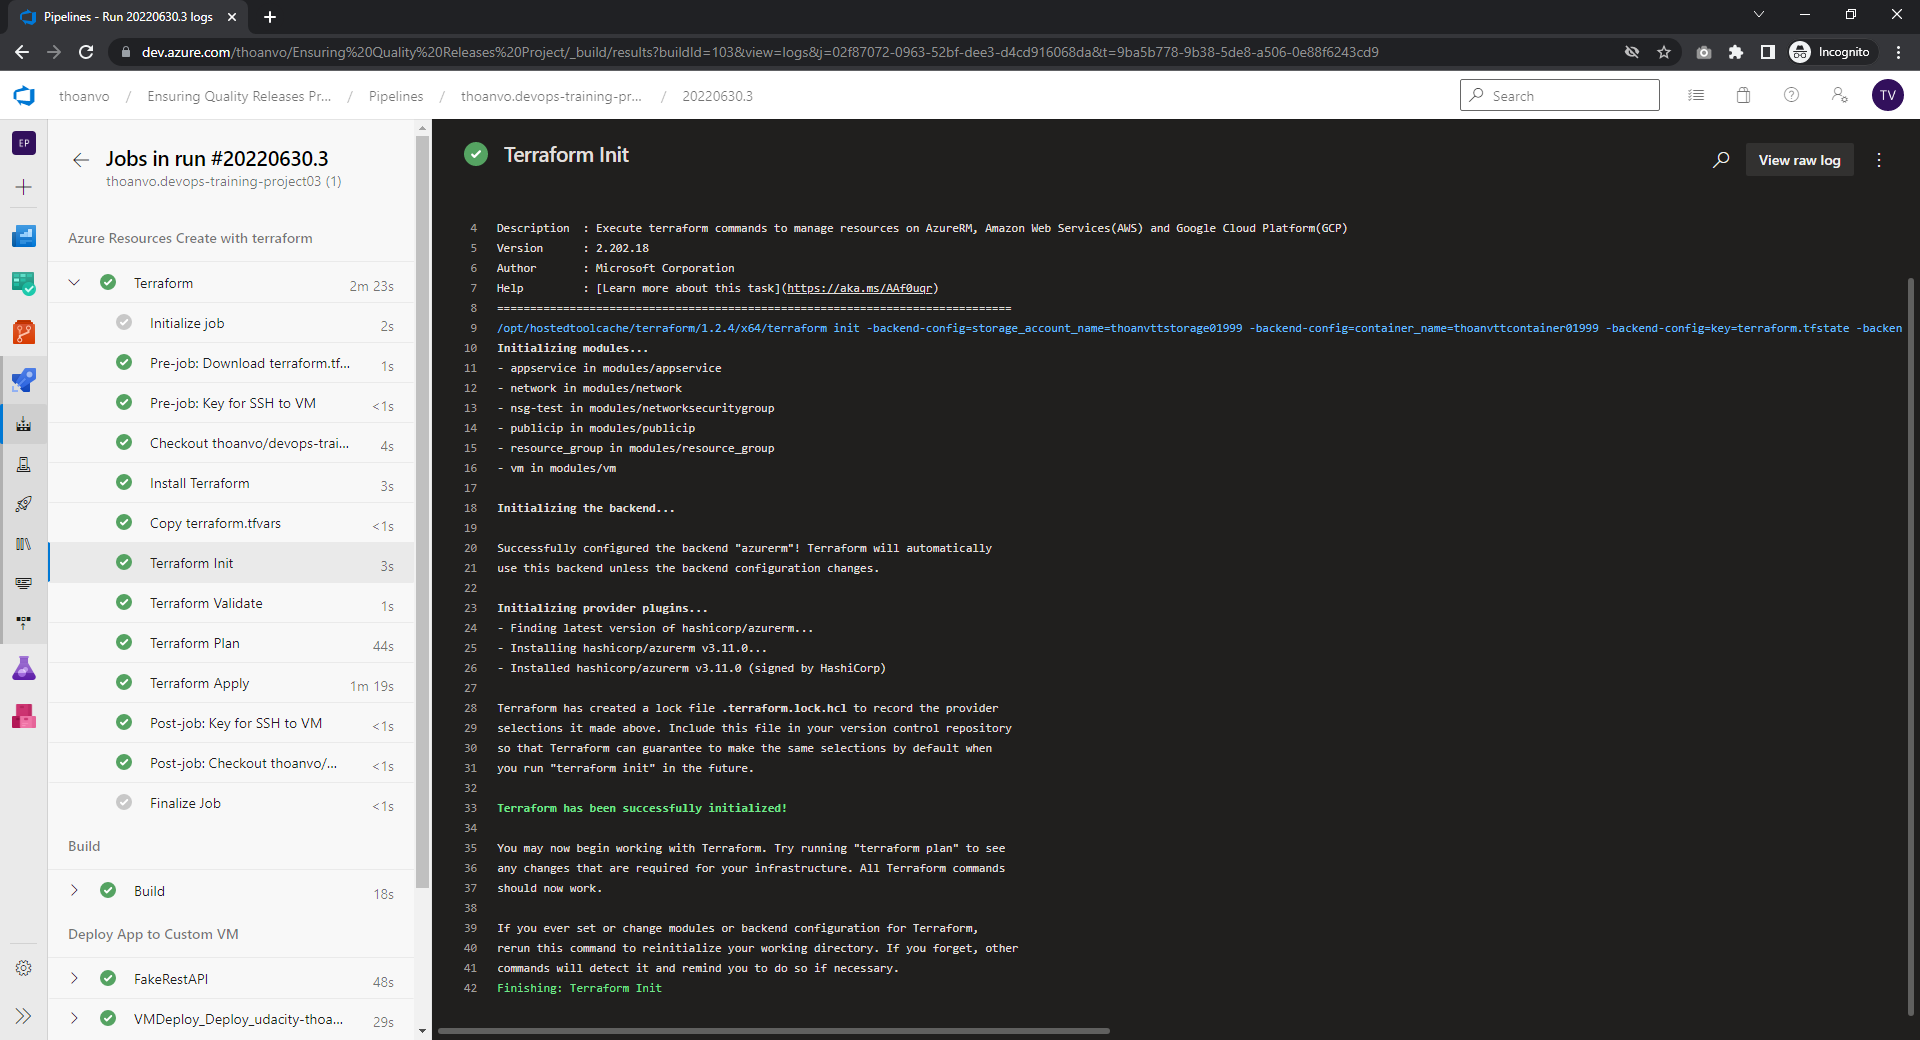 Pipelines - Run 20220630.3 logs
dev.azure.com/thoanvo/Ensuring%20Quality%20Releases%20Project/_build/results?buildId=103&view=logs&j=02f87072-0963-52bf-dee3-d4cd916068da&t=9ba5b778-9b38-5de8-a506-0e88f6243cd9
Incognito
thoanvo / Ensuring Quality Releases Pr... / Pipelines / thoanvo.devops-training-pr... / 20220630.3
Search
TV
EP
Jobs in run #20220630.3
thoanvo.devops-training-project03 (1)
Azure Resources Create with terraform
Terraform 2m 23s
Initialize job 2s
Pre-job: Download terraform.tf... 1s
Pre-job: Key for SSH to VM <1s
Checkout thoanvo/devops-trai... 4s
Install Terraform 3s
Copy terraform.tfvars <1s
Terraform Init 3s
Terraform Validate 1s
Terraform Plan 44s
Terraform Apply 1m 19s
Post-job: Key for SSH to VM <1s
Post-job: Checkout thoanvo/... <1s
Finalize Job <1s
Build
Build 18s
Deploy App to Custom VM
FakeRestAPI 48s
VMDeploy_Deploy_udacity-thoa... 29s
Terraform Init
View raw log
4 Description : Execute terraform commands to manage resources on AzureRM, Amazon Web Services(AWS) and Google Cloud Platform(GCP)
5 Version : 2.202.18
6 Author : Microsoft Corporation
7 Help : [Learn more about this task](https://aka.ms/AAf0uqr)
8 ==============================================================================
9 /opt/hostedtoolcache/terraform/1.2.4/x64/terraform init -backend-config=storage_account_name=thoanvttstorage01999 -backend-config=container_name=thoanvttcontainer01999 -backend-config=key=terraform.tfstate -backen
10 Initializing modules...
11 - appservice in modules/appservice
12 - network in modules/network
13 - nsg-test in modules/networksecuritygroup
14 - publicip in modules/publicip
15 - resource_group in modules/resource_group
16 - vm in modules/vm
17
18 Initializing the backend...
19
20 Successfully configured the backend "azurerm"! Terraform will automatically
21 use this backend unless the backend configuration changes.
22
23 Initializing provider plugins...
24 - Finding latest version of hashicorp/azurerm...
25 - Installing hashicorp/azurerm v3.11.0...
26 - Installed hashicorp/azurerm v3.11.0 (signed by HashiCorp)
27
28 Terraform has created a lock file .terraform.lock.hcl to record the provider
29 selections it made above. Include this file in your version control repository
30 so that Terraform can guarantee to make the same selections by default when
31 you run "terraform init" in the future.
32
33 Terraform has been successfully initialized!
34
35 You may now begin working with Terraform. Try running "terraform plan" to see
36 any changes that are required for your infrastructure. All Terraform commands
37 should now work.
38
39 If you ever set or change modules or backend configuration for Terraform,
40 rerun this command to reinitialize your working directory. If you forget, other
41 commands will detect it and remind you to do so if necessary.
42 Finishing: Terraform Init